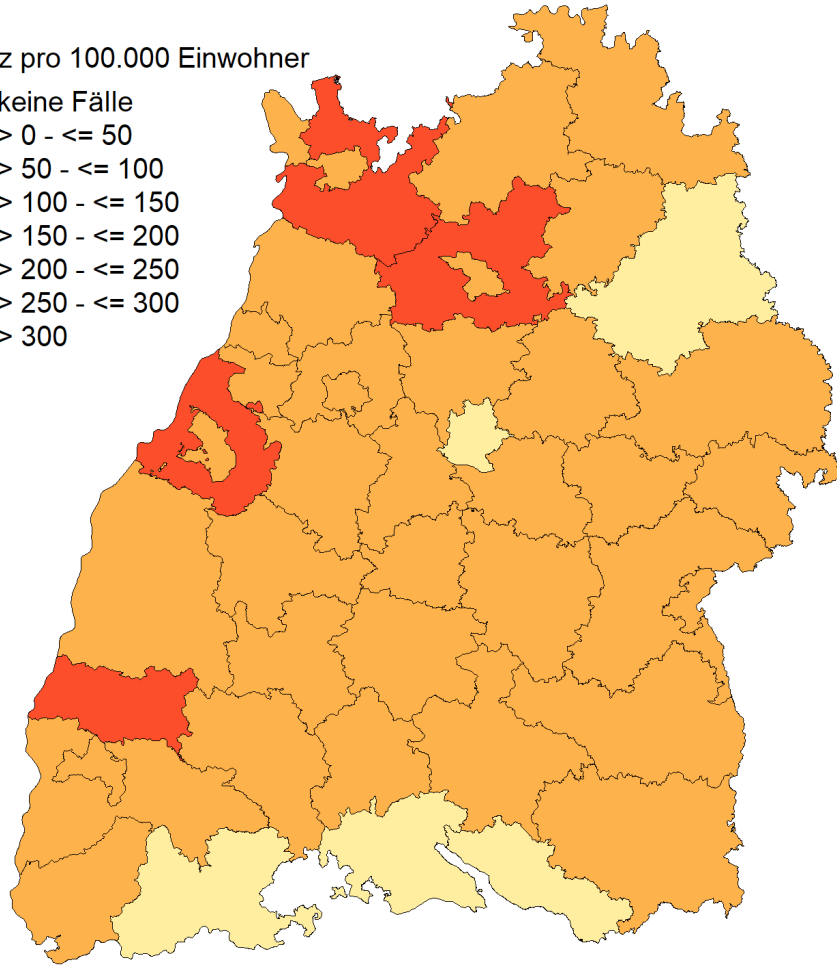 z pro 100.000 Einwohner
keine Fälle
> 0 - <= 50
> 50 - <= 100
> 100 - <= 150
> 150 - <= 200
> 200 - <= 250
> 250 - <= 300
> 300